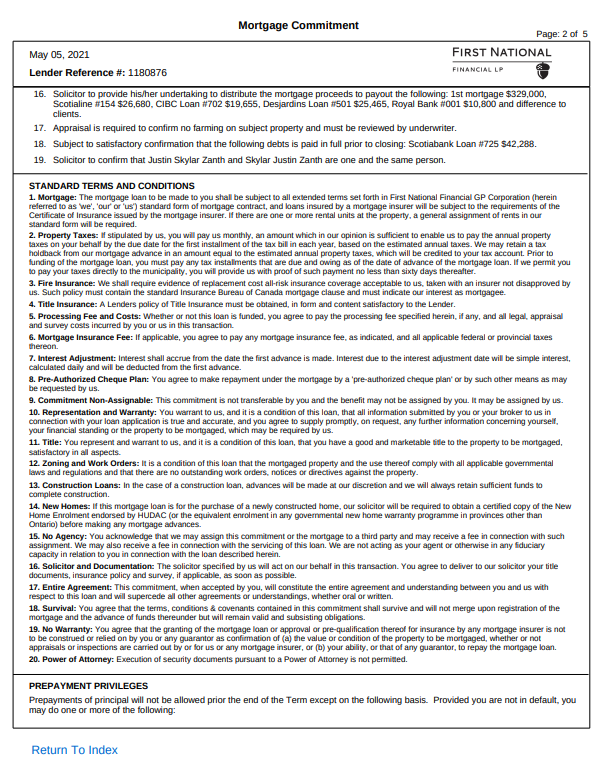 Mortgage Commitment
Page: 2 of 5
May 05, 2021
FIRST NATIONAL
FINANCIAL LP
Lender Reference #: 1180876
16. Solicitor to provide his/her undertaking to distribute the mortgage proceeds to payout the following: 1st mortgage $329,000,
Scotialine #154 $26,680, CIBC Loan #702 $19,655, Desjardins Loan #501 $25,465, Royal Bank #001 $10,800 and difference to
clients.
17. Appraisal is required to confirm no farming on subject property and must be reviewed by underwriter.
18. Subject to satisfactory confirmation that the following debts is paid in full prior to closing: Scotiabank Loan #725 $42,288.
19. Solicitor to confirm that Justin Skylar Zanth and Skylar Justin Zanth are one and the same person.
STANDARD TERMS AND CONDITIONS
1. Mortgage: The mortgage loan to be made to you shall be subject to all extended terms set forth in First National Financial GP Corporation (herein
referred to as 'we', 'our' or 'us') standard form of mortgage contract, and loans insured by a mortgage insurer will be subject to the requirements of the
Certificate of Insurance issued by the mortgage insurer. If there are one or more rental units at the property, a general assignment of rents in our
standard form will be required.
2. Property Taxes: If stipulated by us, you will pay us monthly, an amount which in our opinion is sufficient to enable us to pay the annual property
taxes on your behalf by the due date for the first installment of the tax bill in each year, based on the estimated annual taxes. We may retain a tax
holdback from our mortgage advance in an amount equal to the estimated annual property taxes, which will be credited to your tax account. Prior to
funding of the mortgage loan, you must pay any tax installments that are due and owing as of the date of advance of the mortgage loan. If we permit you
to pay your taxes directly to the municipality, you will provide us with proof of such payment no less than sixty days thereafter.
3. Fire Insurance: We shall require evidence of replacement cost all-risk insurance coverage acceptable to us, taken with an insurer not disapproved by
us. Such policy must contain the standard Insurance Bureau of Canada mortgage clause and must indicate our interest as mortgagee.
4. Title Insurance: A Lenders policy of Title Insurance must be obtained, in form and content satisfactory to the Lender.
5. Processing Fee and Costs: Whether or not this loan is funded, you agree to pay the processing fee specified herein, if any, and all legal, appraisal
and survey costs incurred by you or us in this transaction.
6. Mortgage Insurance Fee: If applicable, you agree to pay any mortgage insurance fee, as indicated, and all applicable federal or provincial taxes
thereon.
7. Interest Adjustment: Interest shall accrue from the date the first advance is made. Interest due to the interest adjustment date will be simple interest,
calculated daily and will be deducted from the first advance.
8. Pre-Authorized Cheque Plan: You agree to make repayment under the mortgage by a 'pre-authorized cheque plan' or by such other means as may
be requested by us.
9. Commitment Non-Assignable: This commitment is not transferable by you and the benefit may not be assigned by you. It may be assigned by us.
10. Representation and Warranty: You warrant to us, and it is a condition of this loan, that all information submitted by you or your broker to us in
connection with your loan application is true and accurate, and you agree to supply promptly, on request, any further information concerning yourself,
your financial standing or the property to be mortgaged, which may be required by us.
11. Title: You represent and warrant to us, and it is a condition of this loan, that you have a good and marketable title to the property to be mortgaged,
satisfactory in all aspects.
12. Zoning and Work Orders: It is a condition of this loan that the mortgaged property and the use thereof comply with all applicable governmental
laws and regulations and that there are no outstanding work orders, notices or directives against the property.
13. Construction Loans: In the case of a construction loan, advances will be made at our discretion and we will always retain sufficient funds to
complete construction.
14. New Homes: If this mortgage loan is for the purchase of a newly constructed home, our solicitor will be required to obtain a certified copy of the New
Home Enrolment endorsed by HUDAC (or the equivalent enrolment in any governmental new home warranty programme in provinces other than
Ontario) before making any mortgage advances.
15. No Agency: You acknowledge that we may assign this commitment or the mortgage to a third party and may receive a fee in connection with such
assignment. We may also receive a fee in connection with the servicing of this loan. We are not acting as your agent or otherwise in any fiduciary
capacity in relation to you in connection with the loan described herein.
16. Solicitor and Documentation: The solicitor specified by us will act on our behalf in this transaction. You agree to deliver to our solicitor your title
documents, insurance policy and survey, if applicable, as soon as possible.
17. Entire Agreement: This commitment, when accepted by you, will constitute the entire agreement and understanding between you and us with
respect to this loan and will supercede all other agreements or understandings, whether oral or written.
18. Survival: You agree that the terms, conditions & covenants contained in this commitment shall survive and will not merge upon registration of the
mortgage and the advance of funds thereunder but will remain valid and subsisting obligations.
19. No Warranty: You agree that the granting of the mortgage loan or approval or pre-qualification thereof for insurance by any mortgage insurer is not
to be construed or relied on by you or any guarantor as confirmation of (a) the value or condition of the property to be mortgaged, whether or not
appraisals or inspections are carried out by or for us or any mortgage insurer, or (b) your ability, or that of any guarantor, to repay the mortgage loan.
20. Power of Attorney: Execution of security documents pursuant to a Power of Attorney is not permitted.
PREPAYMENT PRIVILEGES
Prepayments of principal will not be allowed prior the end of the Term except on the following basis. Provided you are not in default, you
may do one or more of the following:
Return To Index